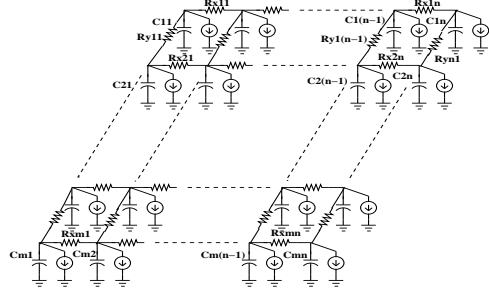 Rx11 Rx1n
C11 C1(n−1) C1n
Ry11 Ry1(n−1)
Rx21 Rx2n Ryn1
C21 C2(n−1) C2n
Rxm1 Rxmn
Cm1 Cm2 Cm(n−1) Cmn